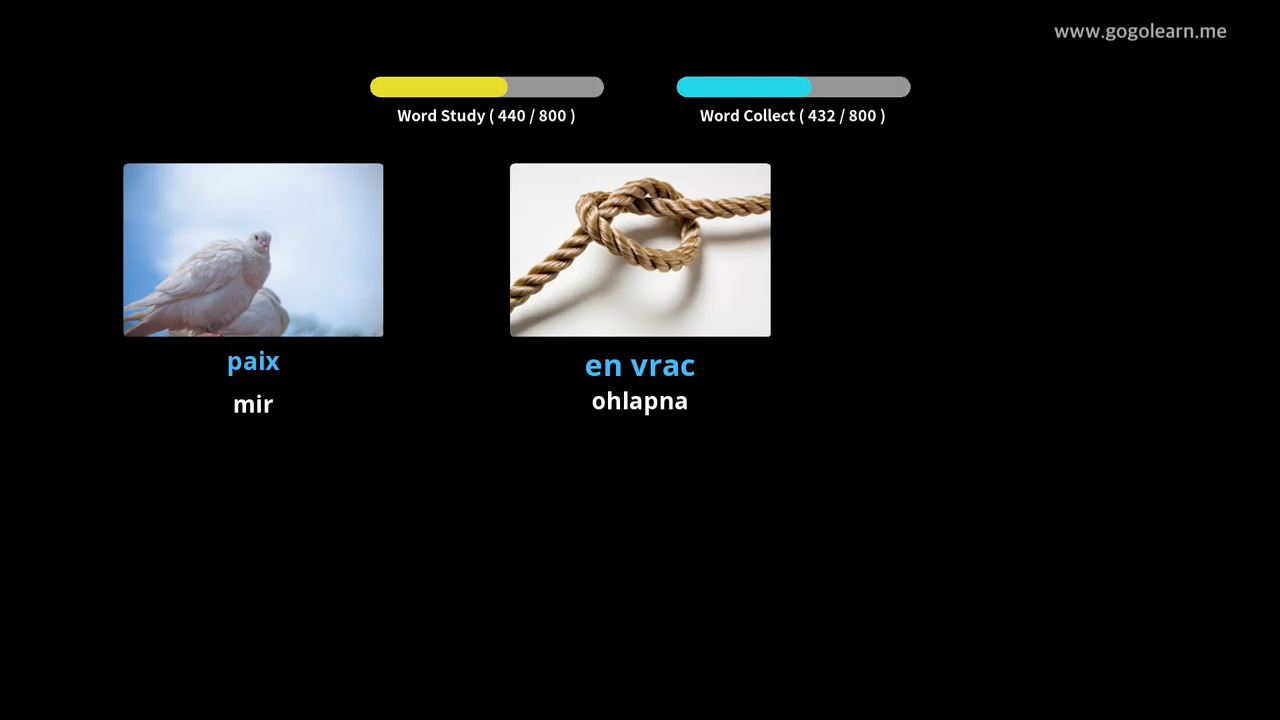 www.gogolearn.me
Word Study ( 440 / 800 )
Word Collect ( 432 / 800 )
paix
mir
en vrac
ohlapna